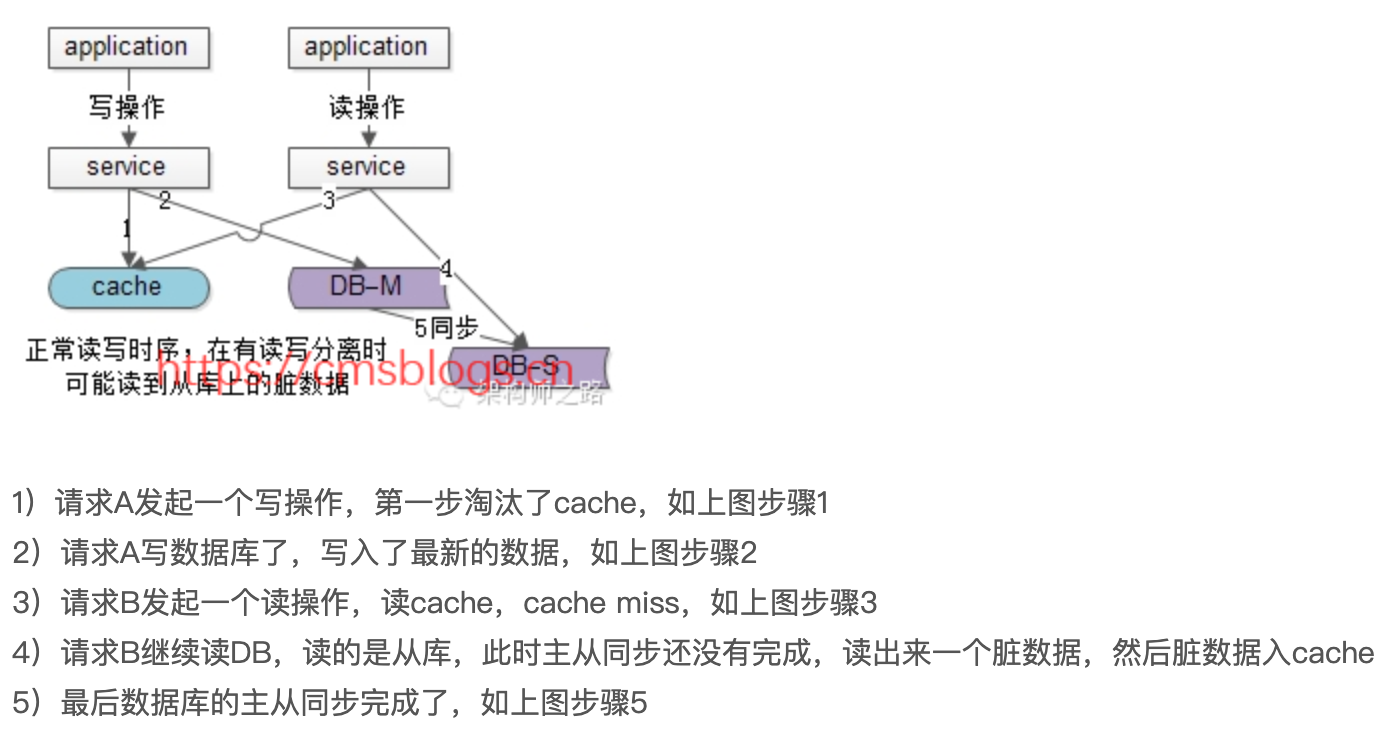 application application
写操作 读操作
service service
2 3
1
4
cache DB-M
5同步
正常读写时序，在有读写分离时
可能读到从库上的脏数据
DB-S
https://cmsblogs.cn
架构师之路
1）请求A发起一个写操作，第一步淘汰了cache，如上图步骤1
2）请求A写数据库了，写入了最新的数据，如上图步骤2
3）请求B发起一个读操作，读cache，cache miss，如上图步骤3
4）请求B继续读DB，读的是从库，此时主从同步还没有完成，读出来一个脏数据，然后脏数据入cache
5）最后数据库的主从同步完成了，如上图步骤5